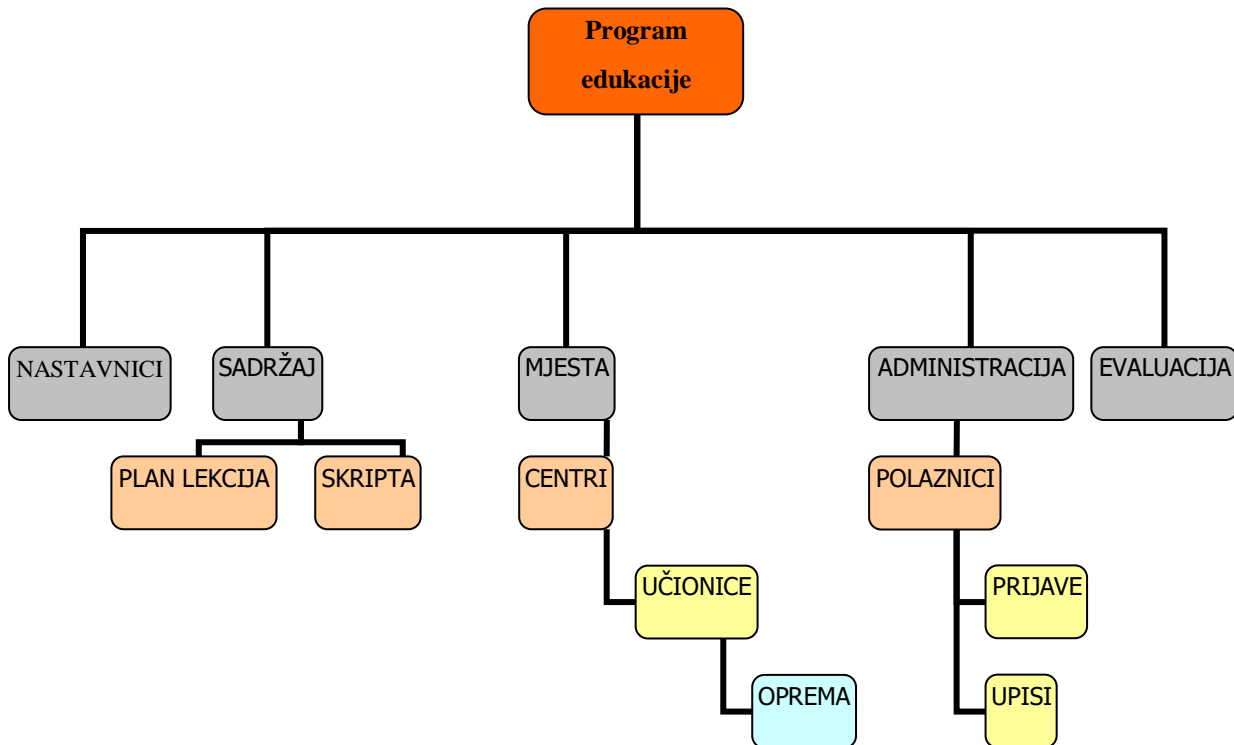 Program
edukacije
NASTAVNICI
SADRŽAJ
MJESTA
ADMINISTRACIJA
EVALUACIJA
PLAN LEKCIJA
SKRIPTA
CENTRI
POLAZNICI
UČIONICE
PRIJAVE
OPREMA
UPISI